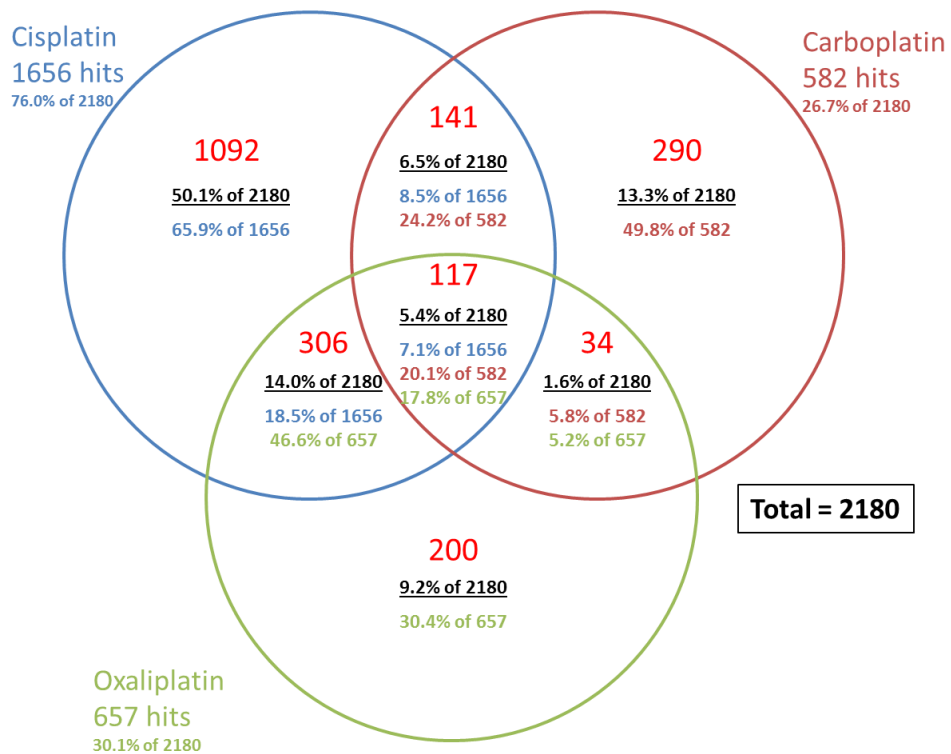 Cisplatin
1656 hits
76.0% of 2180
Carboplatin
582 hits
26.7% of 2180
1092
50.1% of 2180
65.9% of 1656
141
6.5% of 2180
8.5% of 1656
24.2% of 582
290
13.3% of 2180
49.8% of 582
306
14.0% of 2180
18.5% of 1656
46.6% of 657
117
5.4% of 2180
7.1% of 1656
20.1% of 582
17.8% of 657
34
1.6% of 2180
5.8% of 582
5.2% of 657
Total = 2180
200
9.2% of 2180
30.4% of 657
Oxaliplatin
657 hits
30.1% of 2180